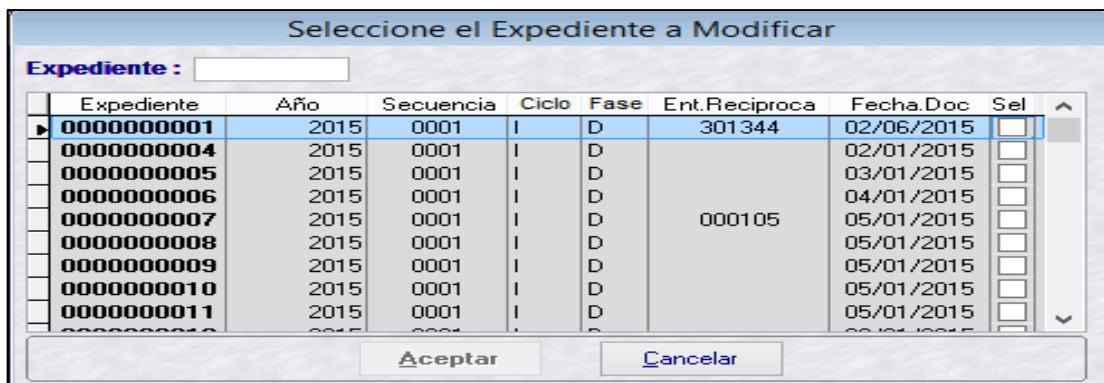 Seleccione el Expediente a Modificar
Expediente :
Expediente Año Secuencia Ciclo Fase Ent.Reciproca Fecha.Doc Sel
0000000001 2015 0001 I D 301344 02/06/2015
0000000004 2015 0001 I D 02/01/2015
0000000005 2015 0001 I D 03/01/2015
0000000006 2015 0001 I D 04/01/2015
0000000007 2015 0001 I D 000105 05/01/2015
0000000008 2015 0001 I D 05/01/2015
0000000009 2015 0001 I D 05/01/2015
0000000010 2015 0001 I D 05/01/2015
0000000011 2015 0001 I D 05/01/2015
Aceptar Cancelar